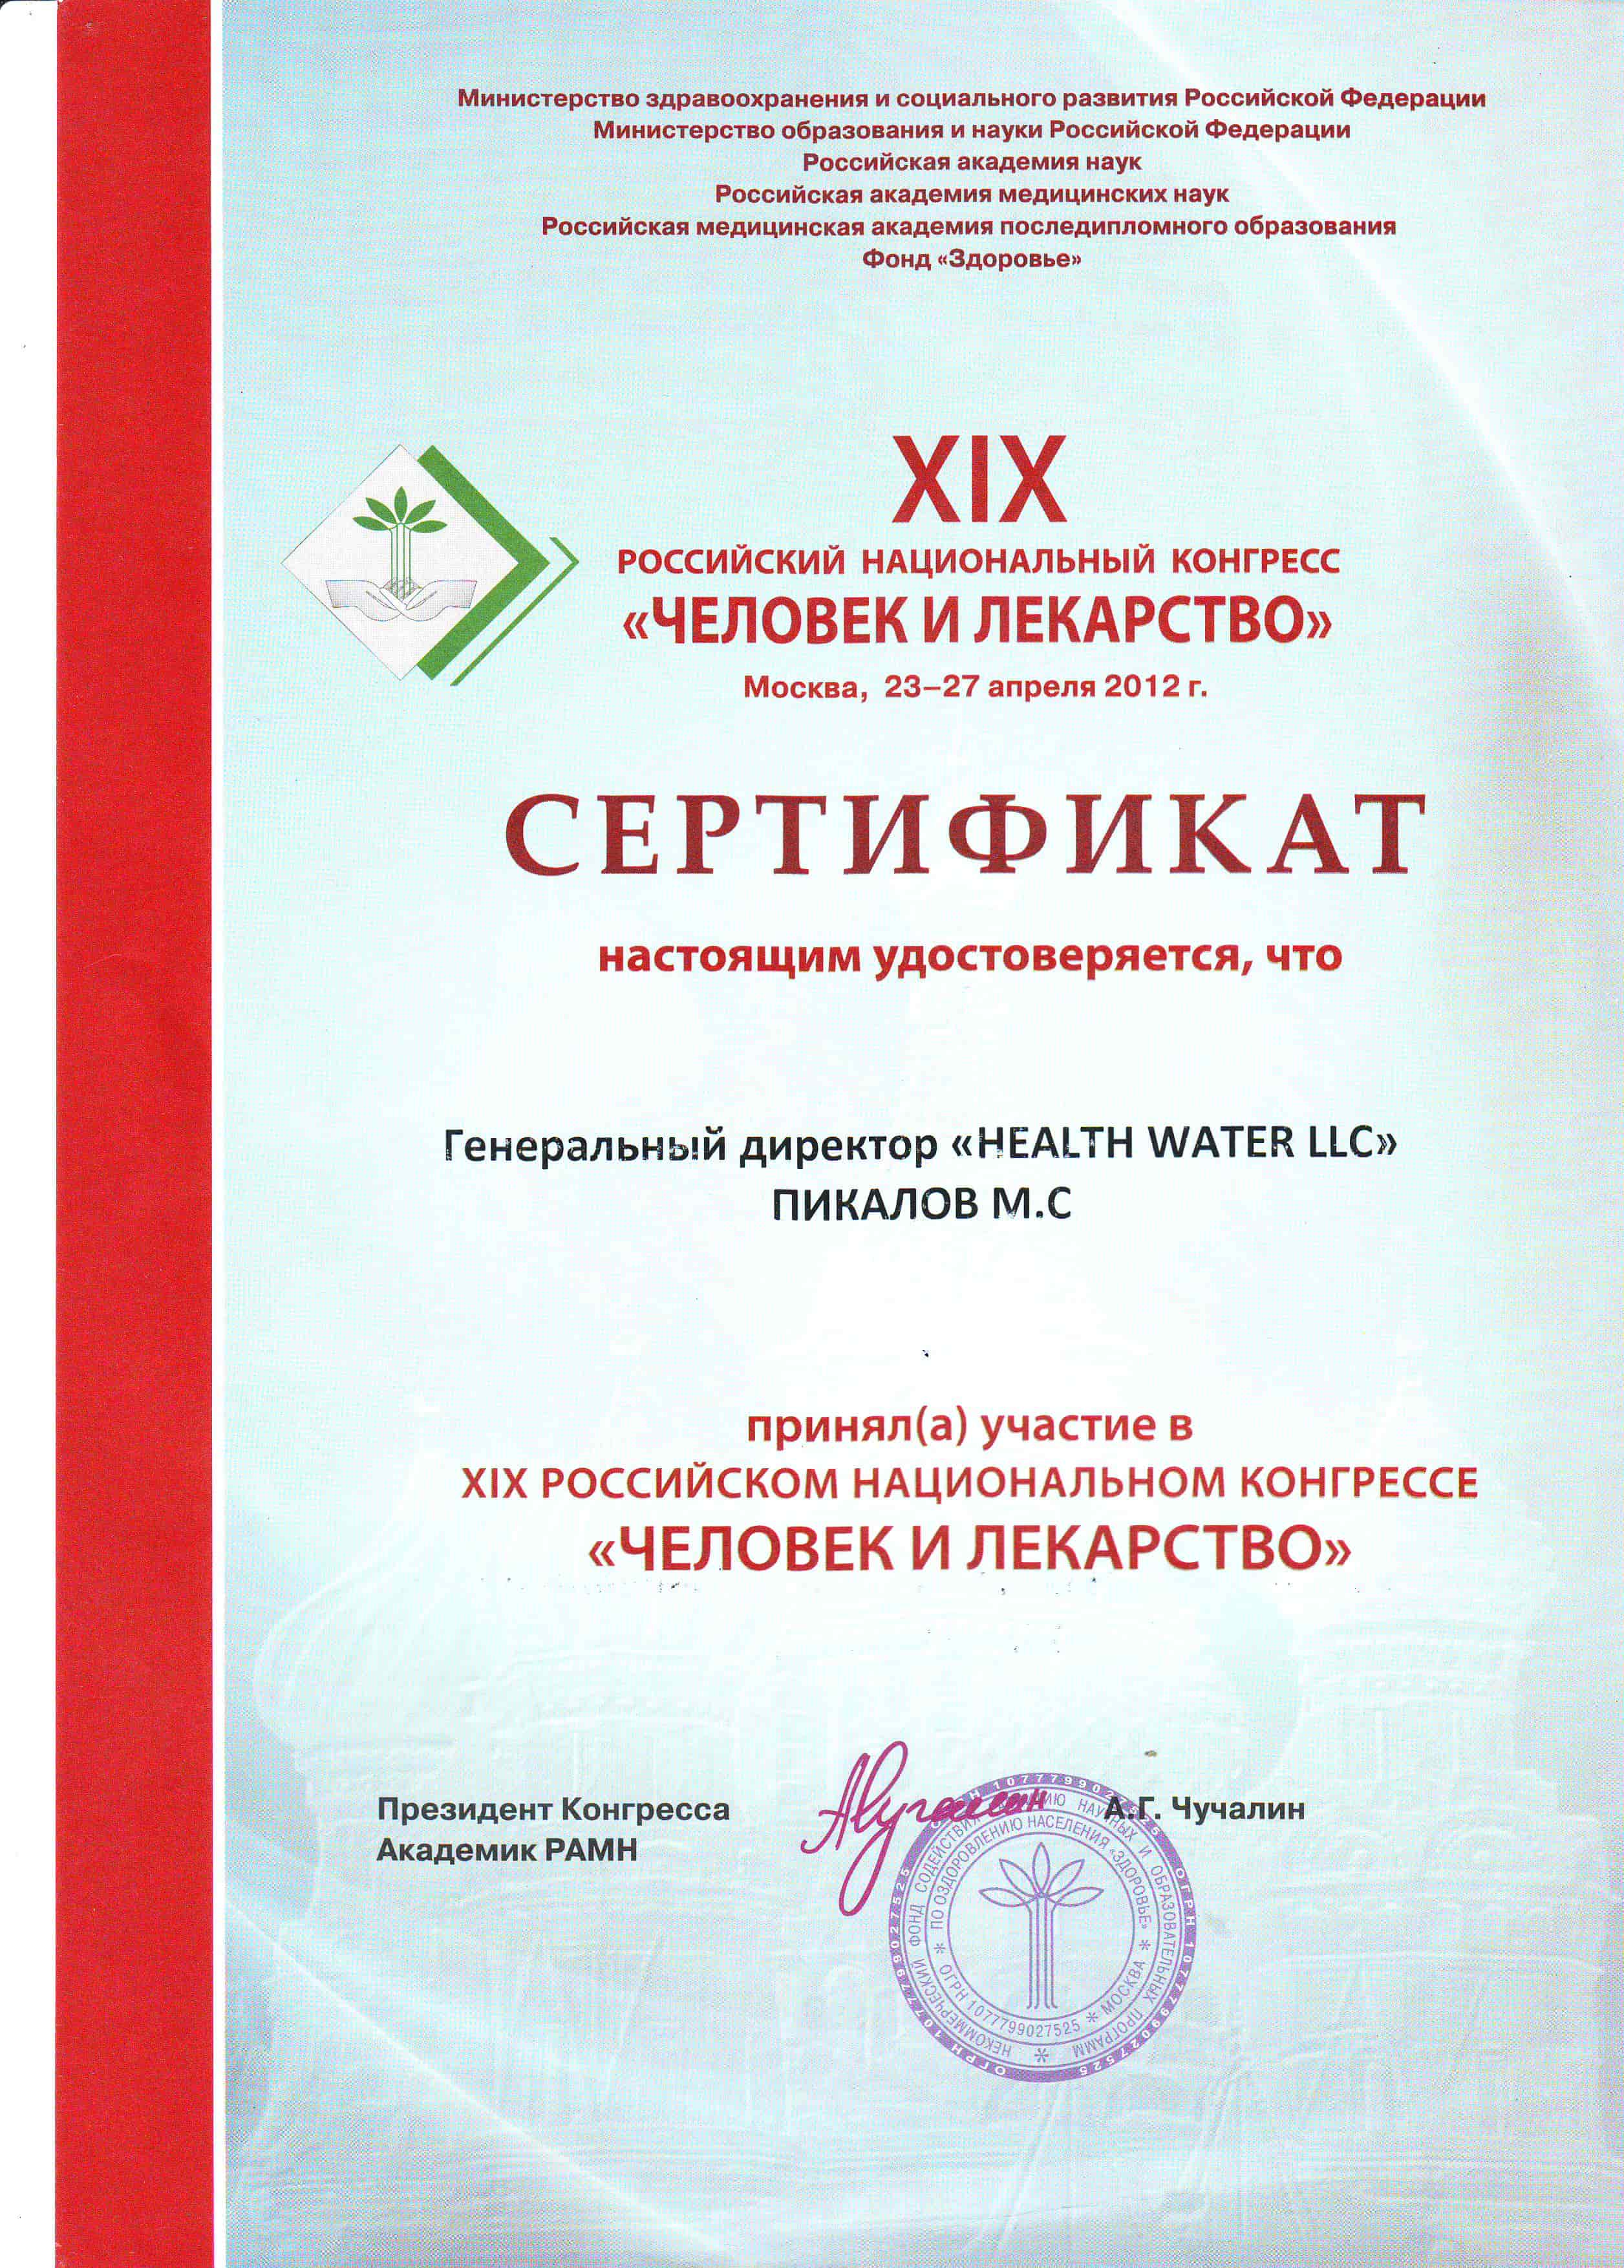 Министерство здравоохранения и социального развития Российской Федерации
Министерство образования и науки Российской Федерации
Российская академия наук
Российская академия медицинских наук
Российская медицинская академия последипломного образования
Фонд «Здоровье»
XIX
РОССИЙСКИЙ НАЦИОНАЛЬНЫЙ КОНГРЕСС
«ЧЕЛОВЕК И ЛЕКАРСТВО»
Москва, 23–27 апреля 2012 г.
СЕРТИФИКАТ
настоящим удостоверяется, что
Генеральный директор «HEALTH WATER LLC»
ПИКАЛОВ М.С
принял(а) участие в
XIX РОССИЙСКОМ НАЦИОНАЛЬНОМ КОНГРЕССЕ
«ЧЕЛОВЕК И ЛЕКАРСТВО»
Президент Конгресса
Академик РАМН
А.Г. Чучалин
ОГРН 1077799027525 ОГРН 1077799027525
НЕКОММЕРЧЕСКИЙ ФОНД СОДЕЙСТВИЯ НАУЧНЫХ И ОБРАЗОВАТЕЛЬНЫХ ПРОГРАММ
ПО ОЗДОРОВЛЕНИЮ НАСЕЛЕНИЯ «ЗДОРОВЬЕ» * МОСКВА * ОГРН 1077799027525 *